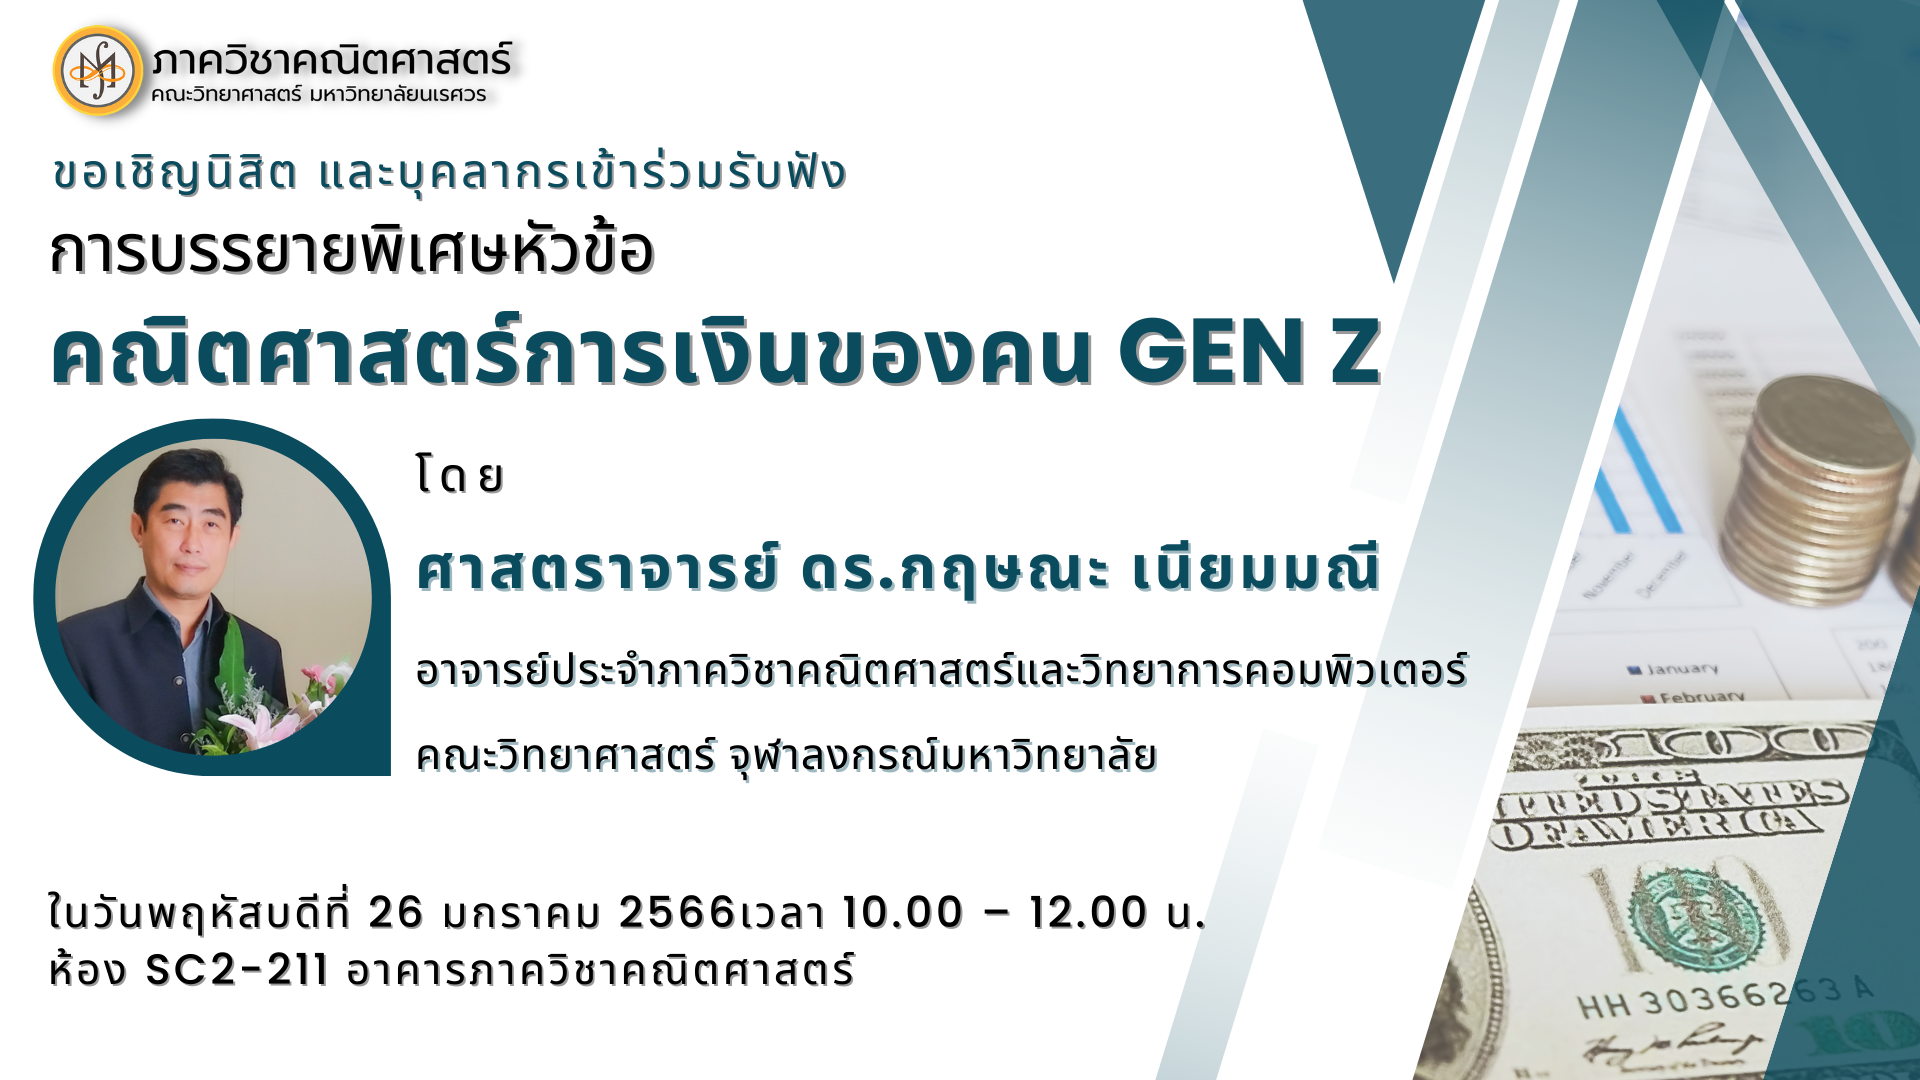 ภาควิชาคณิตศาสตร์
คณะวิทยาศาสตร์ มหาวิทยาลัยนเรศวร
ขอเชิญนิสิต และบุคลากรเข้าร่วมรับฟัง
การบรรยายพิเศษหัวข้อ
คณิตศาสตร์การเงินของคน GEN Z
โดย
ศาสตราจารย์ ดร.กฤษณะ เนียมมณี
อาจารย์ประจำภาควิชาคณิตศาสตร์และวิทยาการคอมพิวเตอร์
คณะวิทยาศาสตร์ จุฬาลงกรณ์มหาวิทยาลัย
ในวันพฤหัสบดีที่ 26 มกราคม 2566เวลา 10.00 – 12.00 น.
ห้อง SC2-211 อาคารภาควิชาคณิตศาสตร์
November
December
January
February
UNITED STATES
OF AMERICA
100
HH 30366263 A